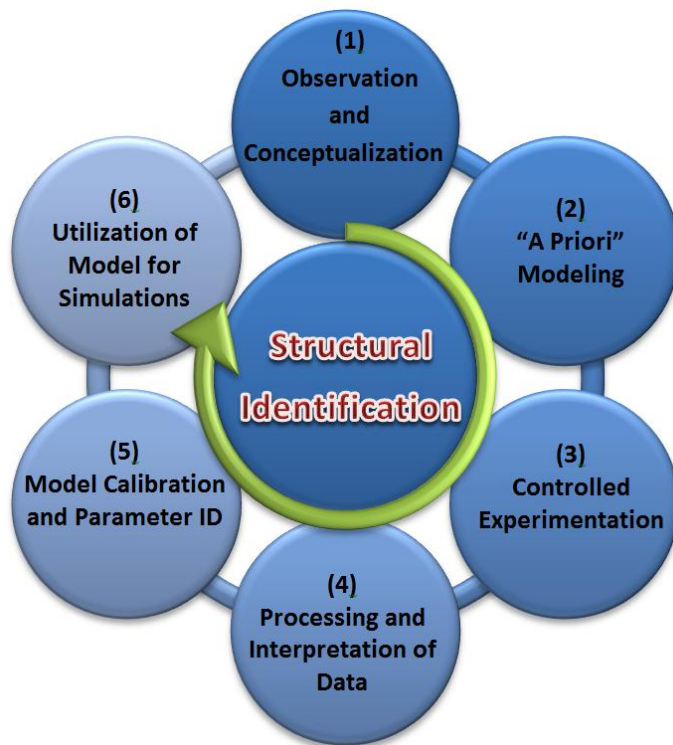 (1)
Observation
and
Conceptualization
(2)
“A Priori”
Modeling
(3)
Controlled
Experimentation
(4)
Processing and
Interpretation of
Data
(5)
Model Calibration
and Parameter ID
(6)
Utilization of
Model for
Simulations
Structural
Identification